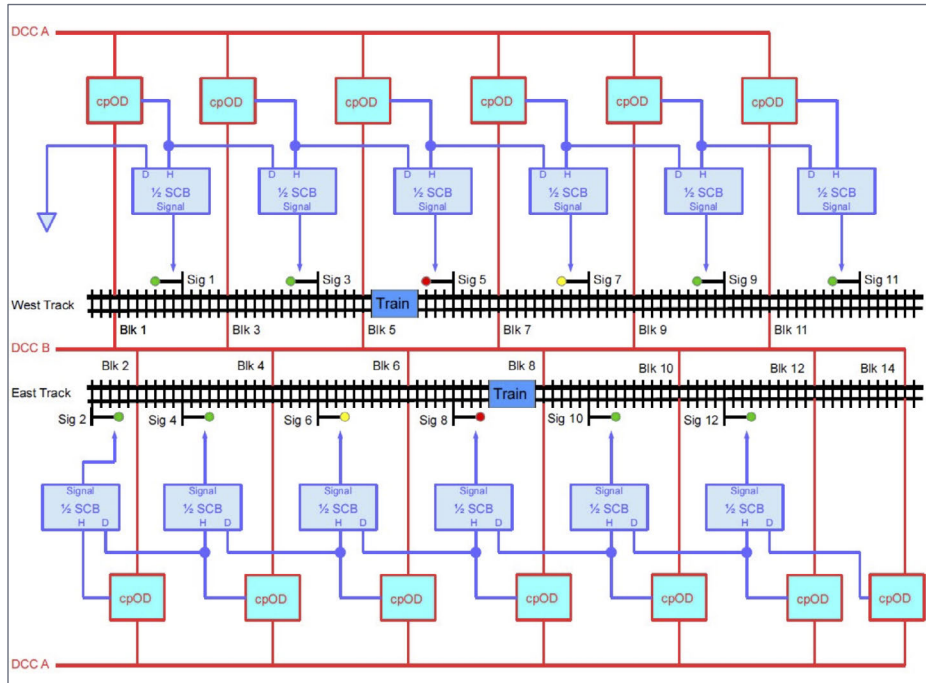 DCC A
cpOD cpOD cpOD cpOD cpOD cpOD
D H D H D H D H D H D H
½ SCB ½ SCB ½ SCB ½ SCB ½ SCB ½ SCB
Signal Signal Signal Signal Signal Signal
Sig 1 Sig 3 Sig 5 Sig 7 Sig 9 Sig 11
West Track Train
Blk 1 Blk 3 Blk 5 Blk 7 Blk 9 Blk 11
DCC B
Blk 2 Blk 4 Blk 6 Blk 8 Blk 10 Blk 12 Blk 14
East Track Train
Sig 2 Sig 4 Sig 6 Sig 8 Sig 10 Sig 12
Signal Signal Signal Signal Signal Signal
½ SCB ½ SCB ½ SCB ½ SCB ½ SCB ½ SCB
H D H D H D H D H D H D
cpOD cpOD cpOD cpOD cpOD cpOD cpOD
DCC A